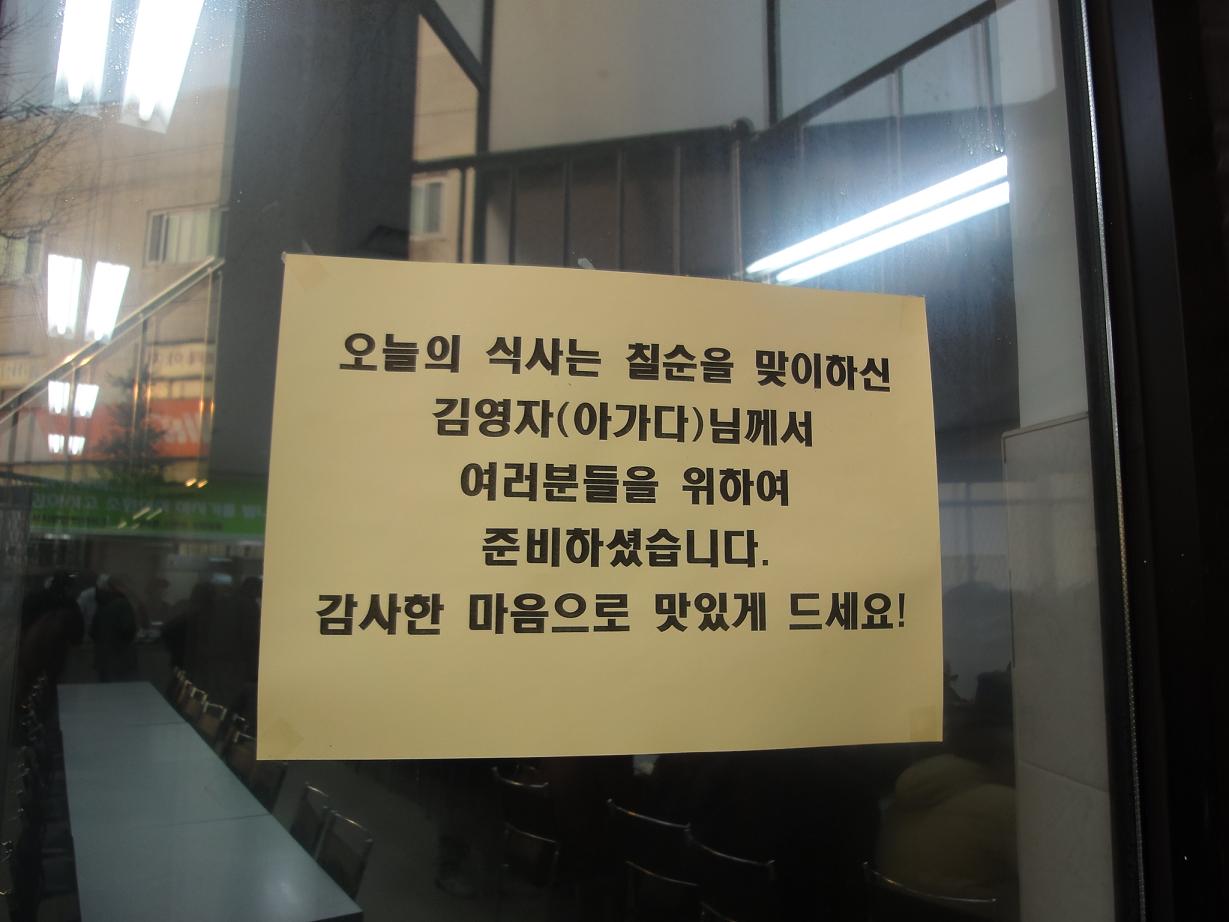 오늘의 식사는 칠순을 맞이하신
김영자(아가다)님께서
여러분들을 위하여
준비하셨습니다.
감사한 마음으로 맛있게 드세요!